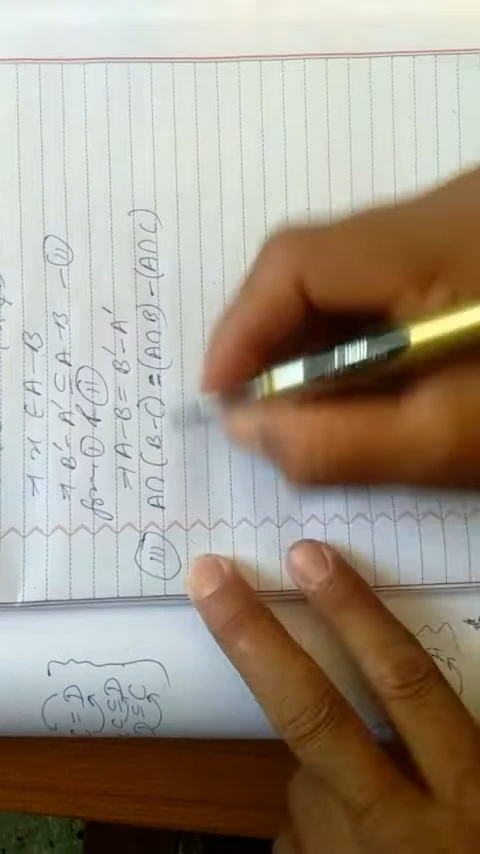 ⇒ x ∈ A-B
⇒ B'-A' ⊆ A-B -(II)
from (I) & (II)
⇒ A-B = B'-A'
(III) A∩(B-C) = (A∩B)-(A∩C)